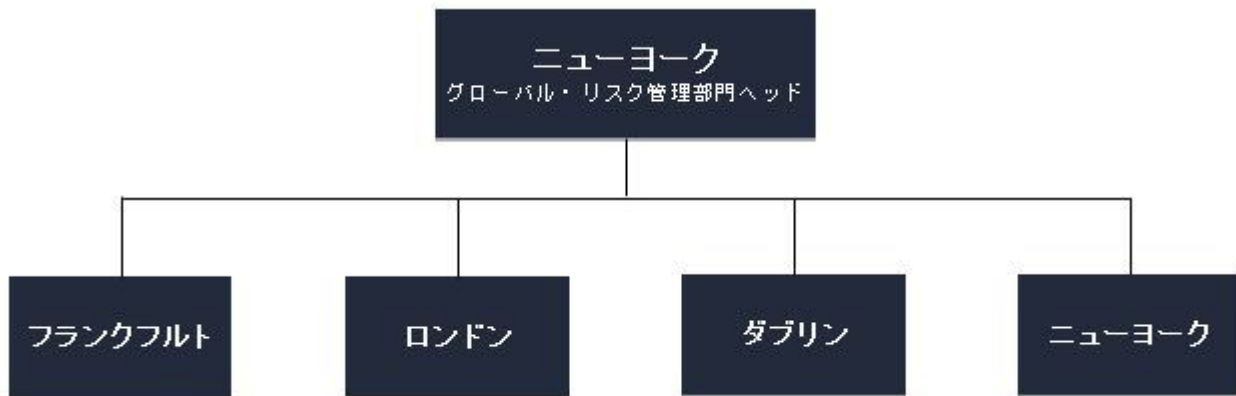 ニューヨーク
グローバル・リスク管理部門ヘッド
フランクフルト
ロンドン
ダブリン
ニューヨーク